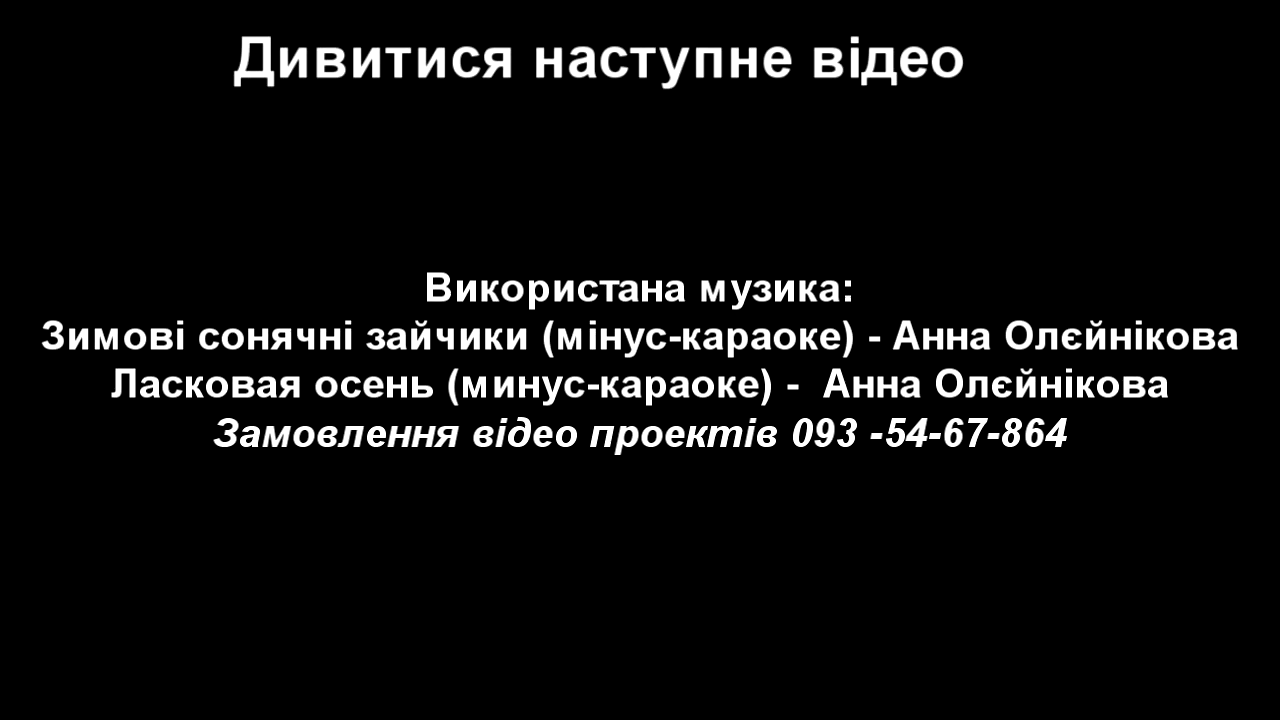 Дивитися наступне відео
Використана музика:
Зимові сонячні зайчики (мінус-караоке) - Анна Олєйнікова
Ласковая осень (минус-караоке) -  Анна Олєйнікова
Замовлення відео проектів 093 -54-67-864